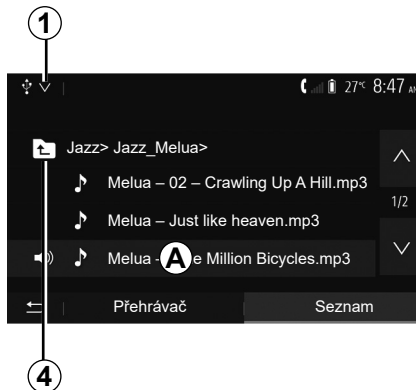 1
27°C 8:47 AM
Jazz> Jazz_Melua>
Melua – 02 – Crawling Up A Hill.mp3
1/2
Melua – Just like heaven.mp3
Melua - A e Million Bicycles.mp3
Přehrávač Seznam
4